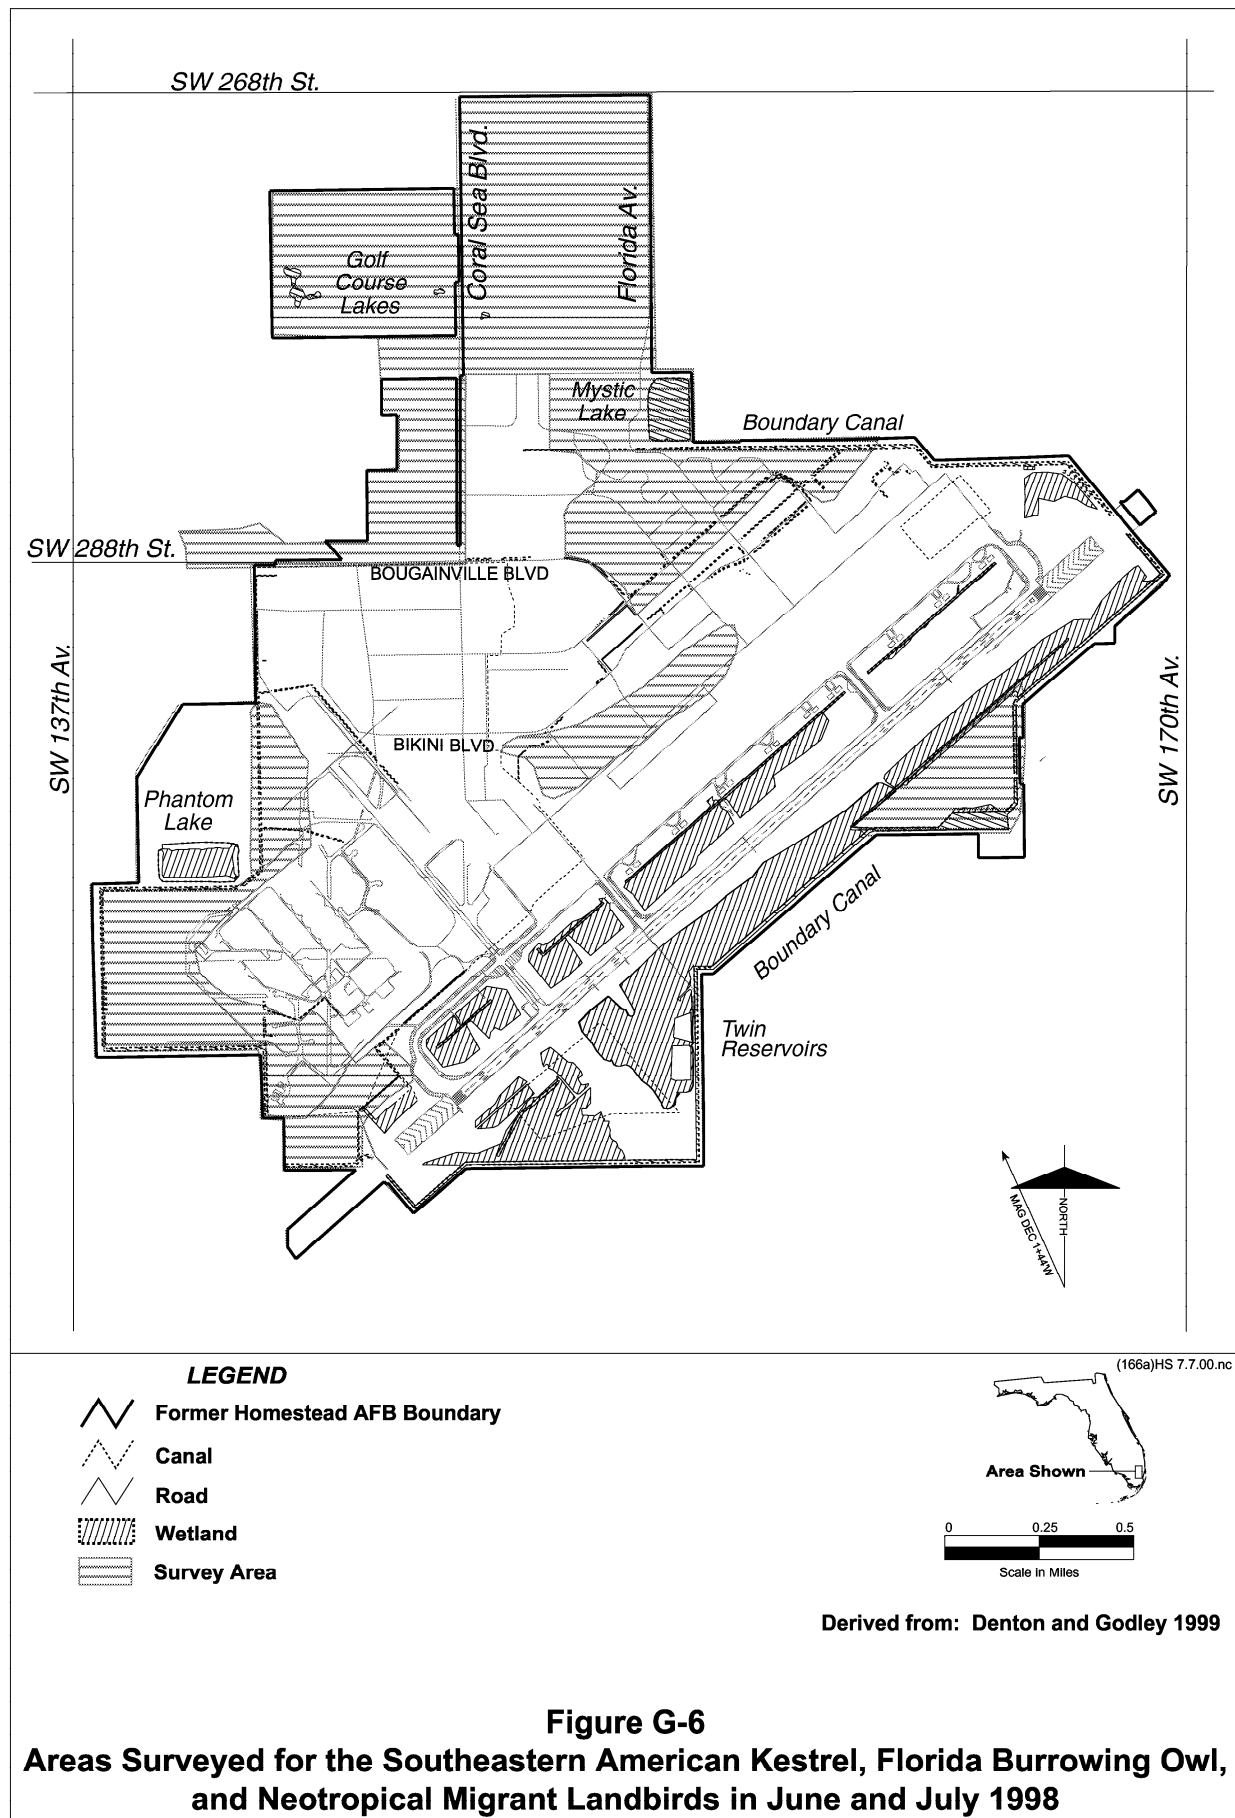 SW 268th St.
Coral Sea Blvd.
Florida Av.
Golf
Course
Lakes
Mystic
Lake
Boundary Canal
SW 288th St.
BOUGAINVILLE BLVD
SW 137th Av.
SW 170th Av.
BIKINI BLVD
Phantom
Lake
Boundary Canal
Twin
Reservoirs
NORTH
MAG DEC 1+44'W
(166a)HS 7.7.00.nc
LEGEND
Former Homestead AFB Boundary
Canal
Road
Wetland
Survey Area
Area Shown
0 0.25 0.5
Scale in Miles
Derived from: Denton and Godley 1999
Figure G-6
Areas Surveyed for the Southeastern American Kestrel, Florida Burrowing Owl,
and Neotropical Migrant Landbirds in June and July 1998